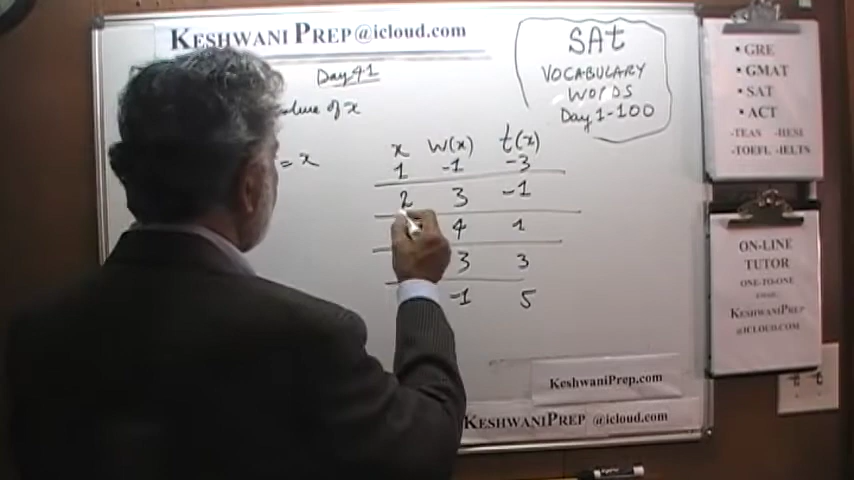 KESHWANI PREP@iCloud.com
Day 41
of x
= x
x W(x) t(x)
1 -1 -3
2 3 -1
4 1
3 3
-1 5
SAt
VOCABULARY
WORDS
Day 1-100
• GRE
• GMAT
• SAT
• ACT
-TEAS -HESI
-TOEFL -IELTS
ON-LINE
TUTOR
ONE-TO-ONE
KESHWANIPREP
@ICLOUD.COM
KeshwaniPrep.com
KESHWANIPREP @icloud.com